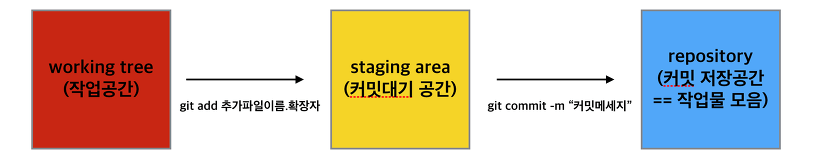 working tree
(작업공간)
git add 추가파일이름.확장자
staging area
(커밋대기 공간)
git commit -m “커밋메세지”
repository
(커밋 저장공간
== 작업물 모음)